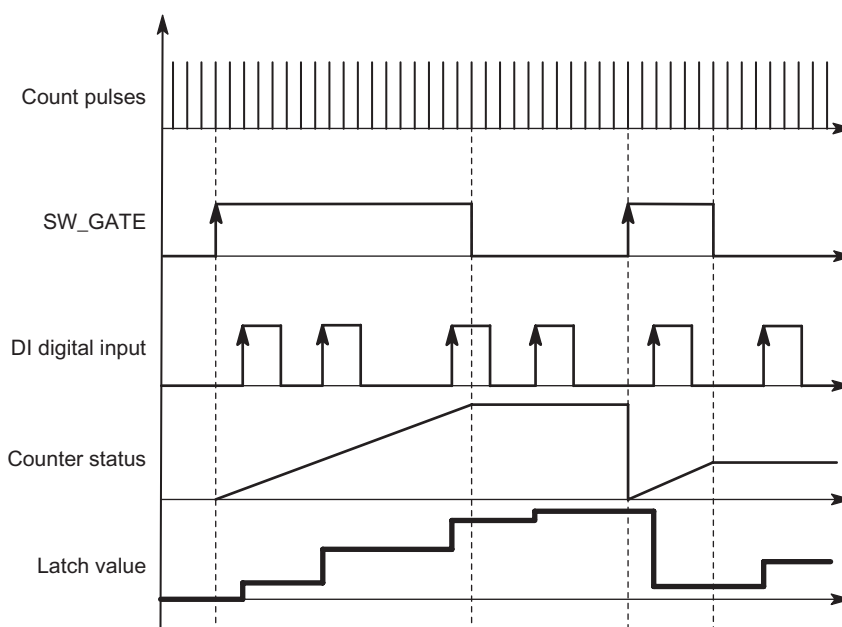 Count pulses
SW_GATE
DI digital input
Counter status
Latch value